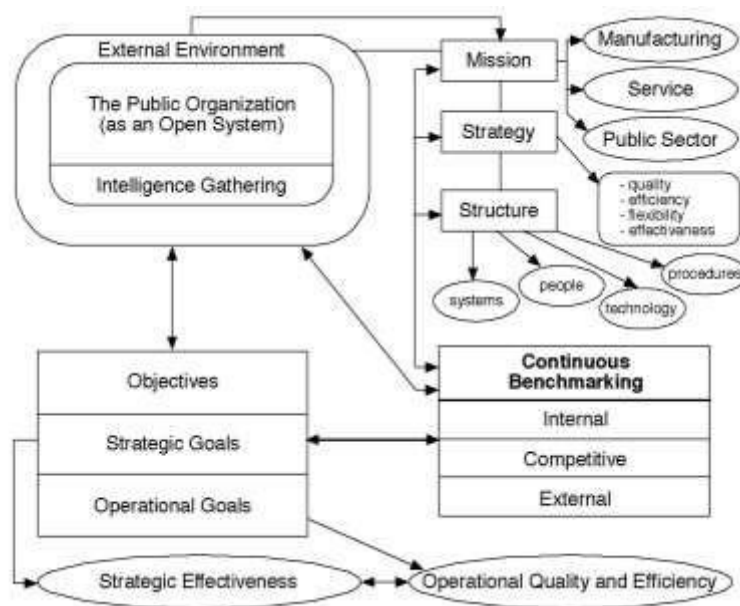 External Environment
The Public Organization
(as an Open System)
Intelligence Gathering
Mission
Strategy
Structure
Manufacturing
Service
Public Sector
- quality
- efficiency
- flexibility
- effectiveness
systems
people
technology
procedures
Objectives
Strategic Goals
Operational Goals
Continuous
Benchmarking
Internal
Competitive
External
Strategic Effectiveness
Operational Quality and Efficiency